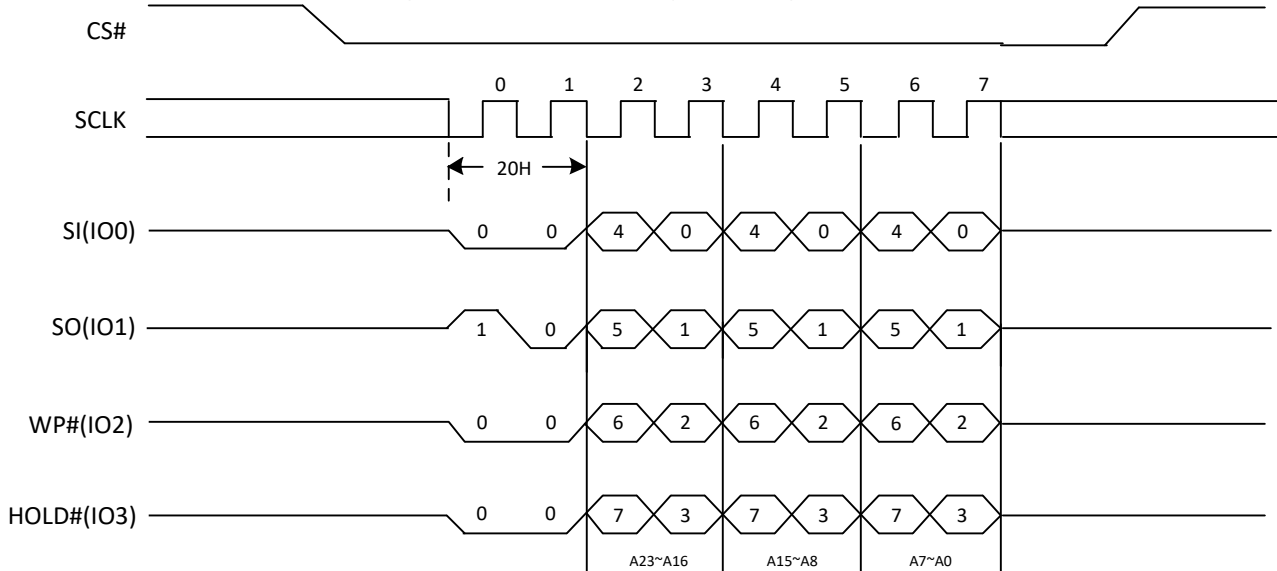 CS#
0 1 2 3 4 5 6 7
SCLK
20H
SI(IO0) 0 0 4 0 4 0 4 0
SO(IO1) 1 0 5 1 5 1 5 1
WP#(IO2) 0 0 6 2 6 2 6 2
HOLD#(IO3) 0 0 7 3 7 3 7 3
A23~A16 A15~A8 A7~A0